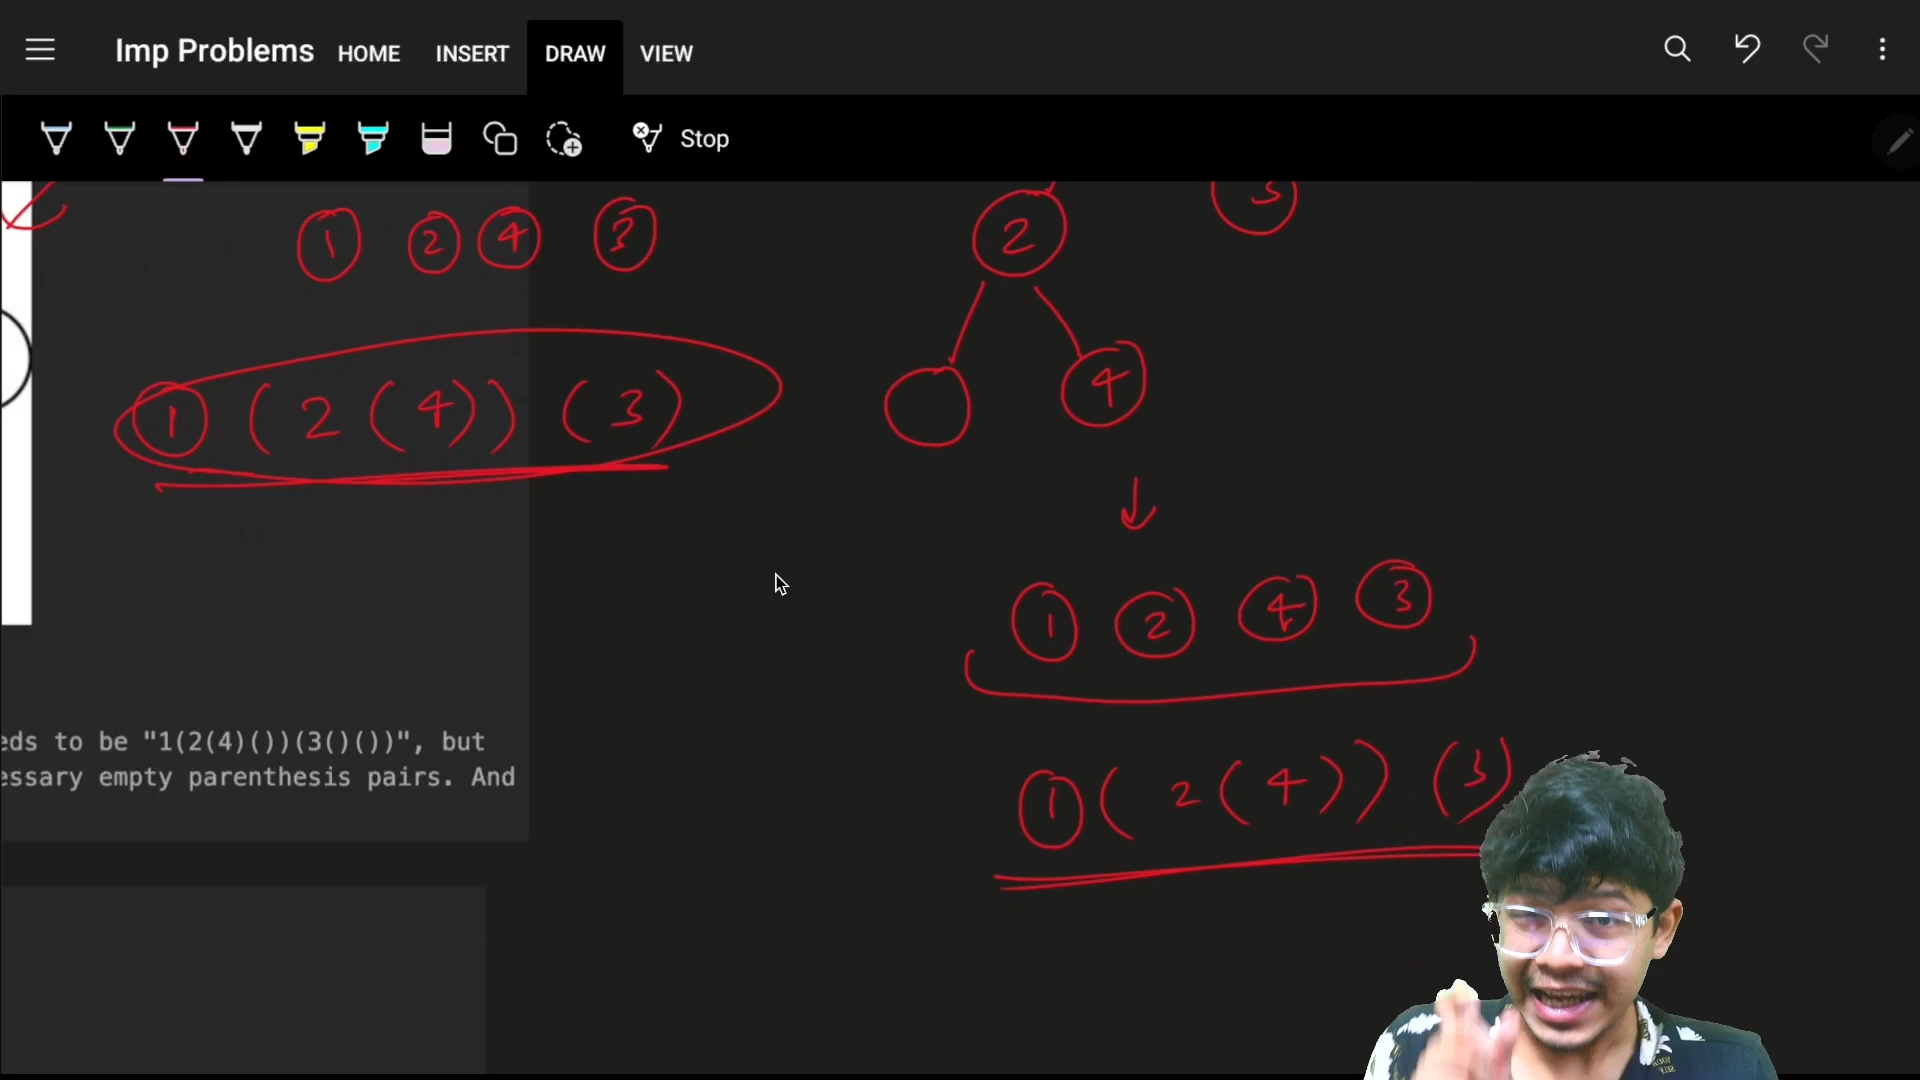 Imp Problems HOME INSERT DRAW VIEW
Stop
1 2 4 3
2 3
1 (2(4))(3)
4
1 2 4 3
eds to be "1(2(4)())(3()())", but
essary empty parenthesis pairs. And
1(2(4))(3)